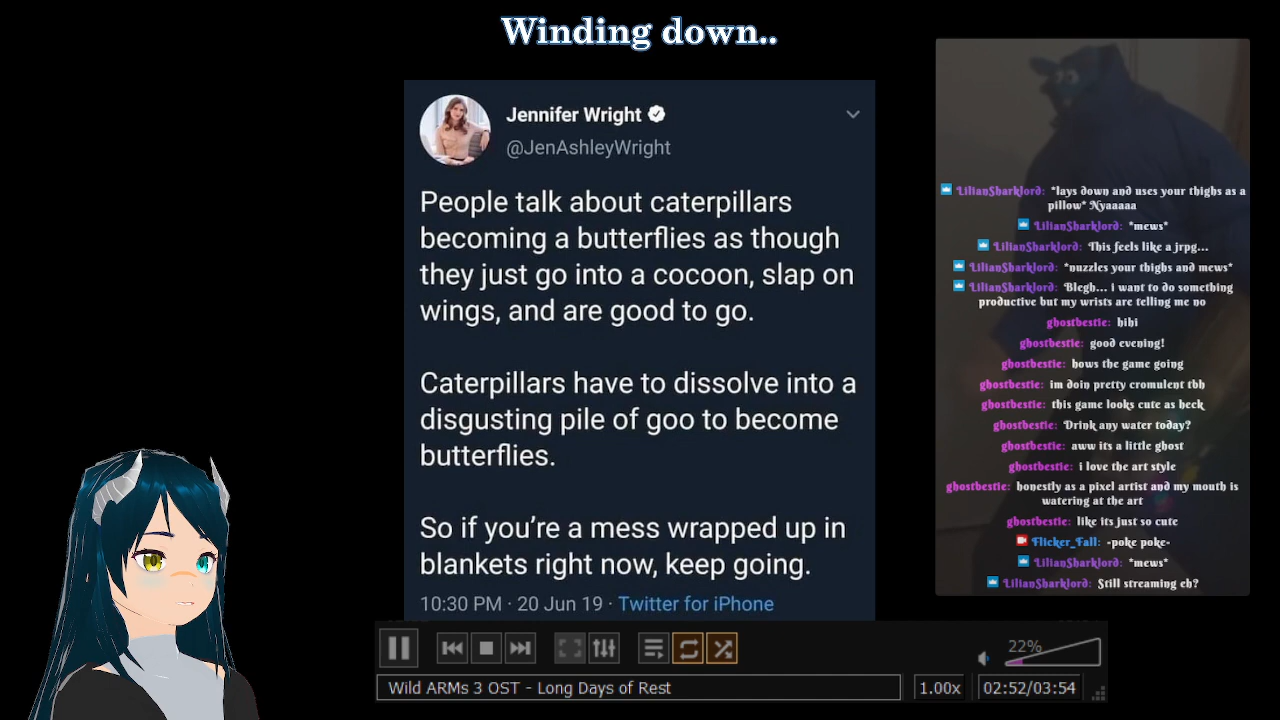 Winding down..
Jennifer Wright
@JenAshleyWright
People talk about caterpillars
becoming a butterflies as though
they just go into a cocoon, slap on
wings, and are good to go.
Caterpillars have to dissolve into a
disgusting pile of goo to become
butterflies.
So if you’re a mess wrapped up in
blankets right now, keep going.
10:30 PM · 20 Jun 19 · Twitter for iPhone
LilianSharklord: *lays down and uses your thighs as a
pillow* Nyaaaaa
LilianSharklord: *mews*
LilianSharklord: This feels like a jrpg...
LilianSharklord: *nuzzles your thighs and mews*
LilianSharklord: Blegh... i want to do something
productive but my wrists are telling me no
ghostbestie: hihi
ghostbestie: good evening!
ghostbestie: hows the game going
ghostbestie: im doin pretty cromulent tbh
ghostbestie: this game looks cute as heck
ghostbestie: Drink any water today?
ghostbestie: aww its a little ghost
ghostbestie: i love the art style
ghostbestie: honestly as a pixel artist and my mouth is
watering at the art
ghostbestie: like its just so cute
Flicker_Fall: -poke poke-
LilianSharklord: *mews*
LilianSharklord: Still streaming eh?
22%
Wild ARMs 3 OST - Long Days of Rest
1.00x
02:52/03:54